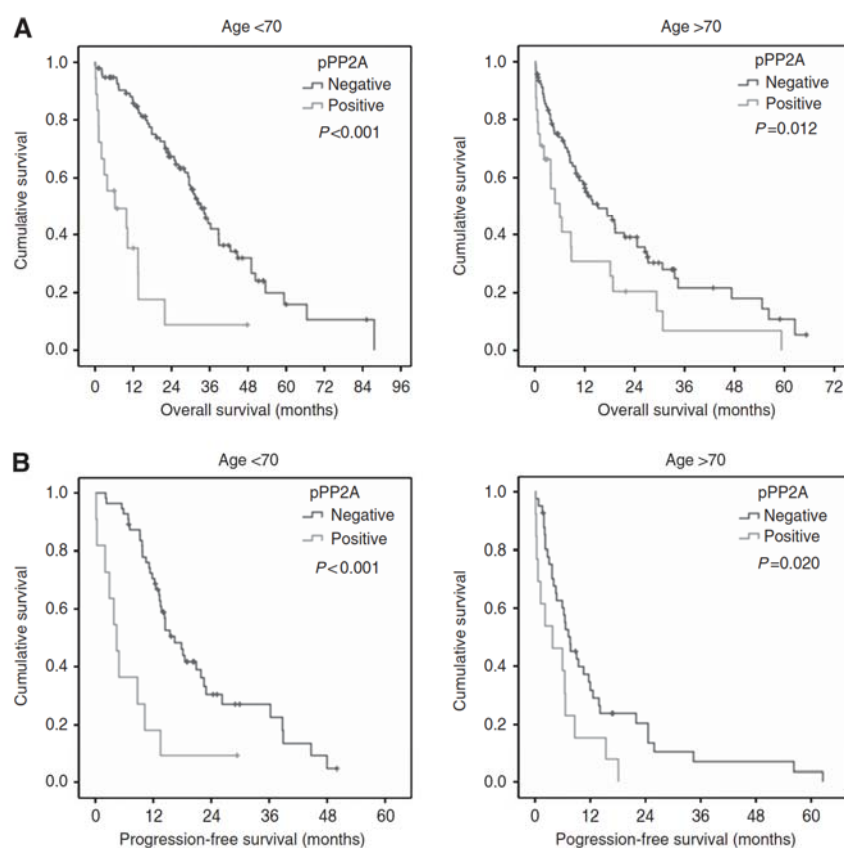 A
Age <70
Cumulative survival
1.0
0.8
0.6
0.4
0.2
0.0
pPP2A
Negative
Positive
P<0.001
0 12 24 36 48 60 72 84 96
Overall survival (months)
Age >70
Cumulative survival
1.0
0.8
0.6
0.4
0.2
0.0
pPP2A
Negative
Positive
P=0.012
0 12 24 36 48 60 72
Overall survival (months)
B
Age <70
Cumulative survival
1.0
0.8
0.6
0.4
0.2
0.0
pPP2A
Negative
Positive
P<0.001
0 12 24 36 48 60
Progression-free survival (months)
Age >70
Cumulative survival
1.0
0.8
0.6
0.4
0.2
0.0
pPP2A
Negative
Positive
P=0.020
0 12 24 36 48 60
Pogression-free survival (months)